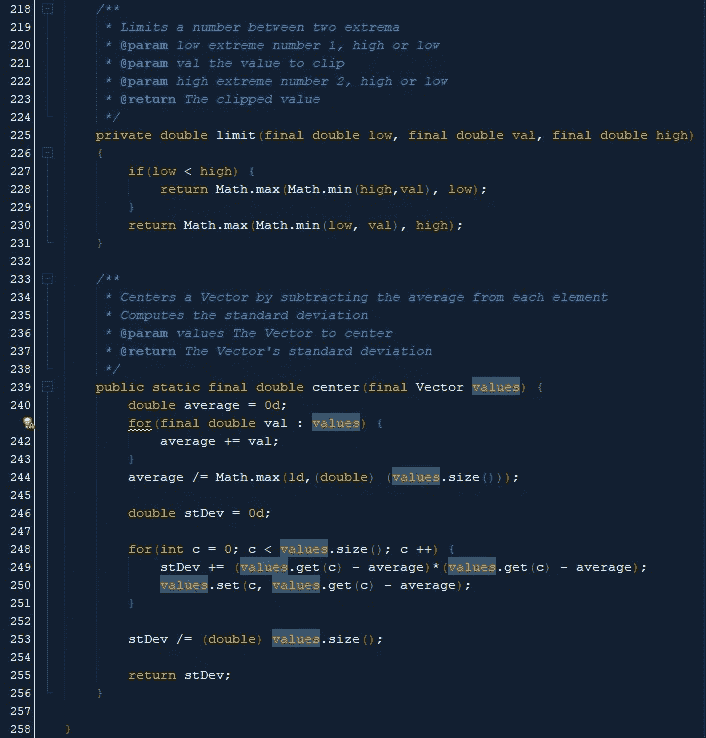 218 /**
219 * Limits a number between two extrema
220 * @param low extreme number 1, high or low
221 * @param val the value to clip
222 * @param high extreme number 2, high or low
223 * @return The clipped value
224 */
225 private double limit(final double low, final double val, final double high)
226 {
227 if(low < high) {
228 return Math.max(Math.min(high,val), low);
229 }
230 return Math.max(Math.min(low, val), high);
231 }
232
233 /**
234 * Centers a Vector by subtracting the average from each element
235 * Computes the standard deviation
236 * @param values The Vector to center
237 * @return The Vector's standard deviation
238 */
239 public static final double center(final Vector values) {
240 double average = 0d;
for(final double val : values) {
242 average += val;
243 }
244 average /= Math.max(1d,(double) (values.size()));
245
246 double stDev = 0d;
247
248 for(int c = 0; c < values.size(); c ++) {
249 stDev += (values.get(c) - average)*(values.get(c) - average);
250 values.set(c, values.get(c) - average);
251 }
252
253 stDev /= (double) values.size();
254
255 return stDev;
256 }
257
258 }